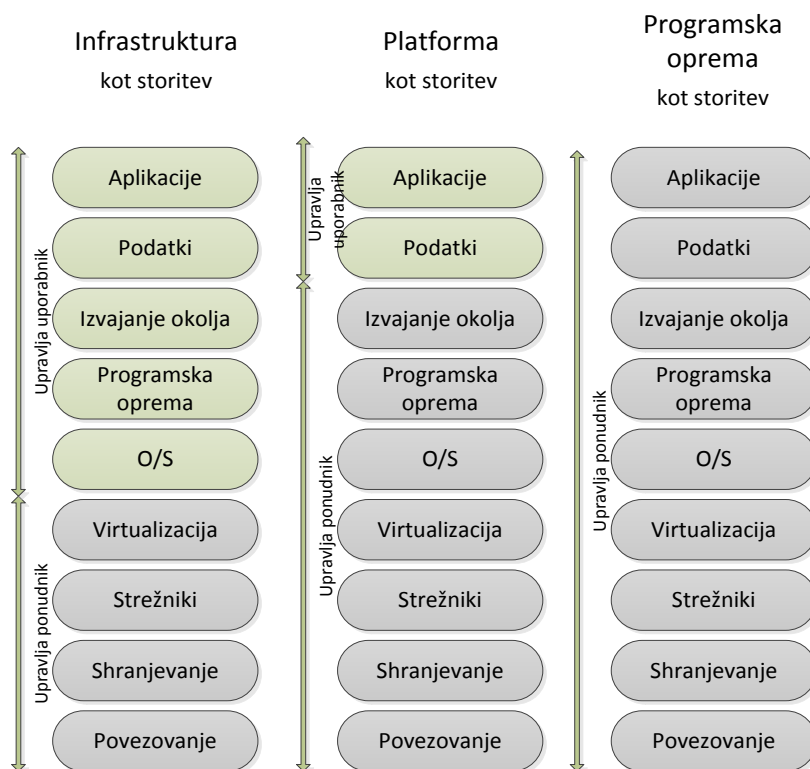 Infrastruktura
kot storitev
Upravlja uporabnik
Upravlja ponudnik
Aplikacije
Podatki
Izvajanje okolja
Programska
oprema
O/S
Virtualizacija
Strežniki
Shranjevanje
Povezovanje
Platforma
kot storitev
Upravlja
uporabnik
Upravlja ponudnik
Aplikacije
Podatki
Izvajanje okolja
Programska
oprema
O/S
Virtualizacija
Strežniki
Shranjevanje
Povezovanje
Programska
oprema
kot storitev
Upravlja ponudnik
Aplikacije
Podatki
Izvajanje okolja
Programska
oprema
O/S
Virtualizacija
Strežniki
Shranjevanje
Povezovanje